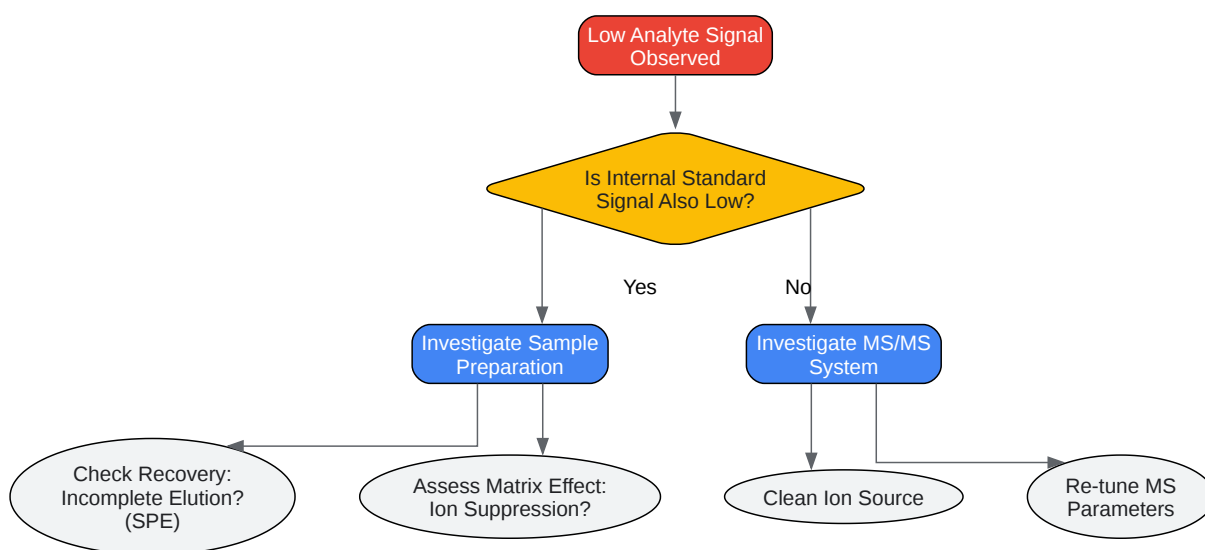 Low Analyte Signal
Observed
Is Internal Standard
Signal Also Low?
Yes
No
Investigate Sample
Preparation
Investigate MS/MS
System
Check Recovery:
Incomplete Elution?
(SPE)
Assess Matrix Effect:
Ion Suppression?
Clean Ion Source
Re-tune MS
Parameters